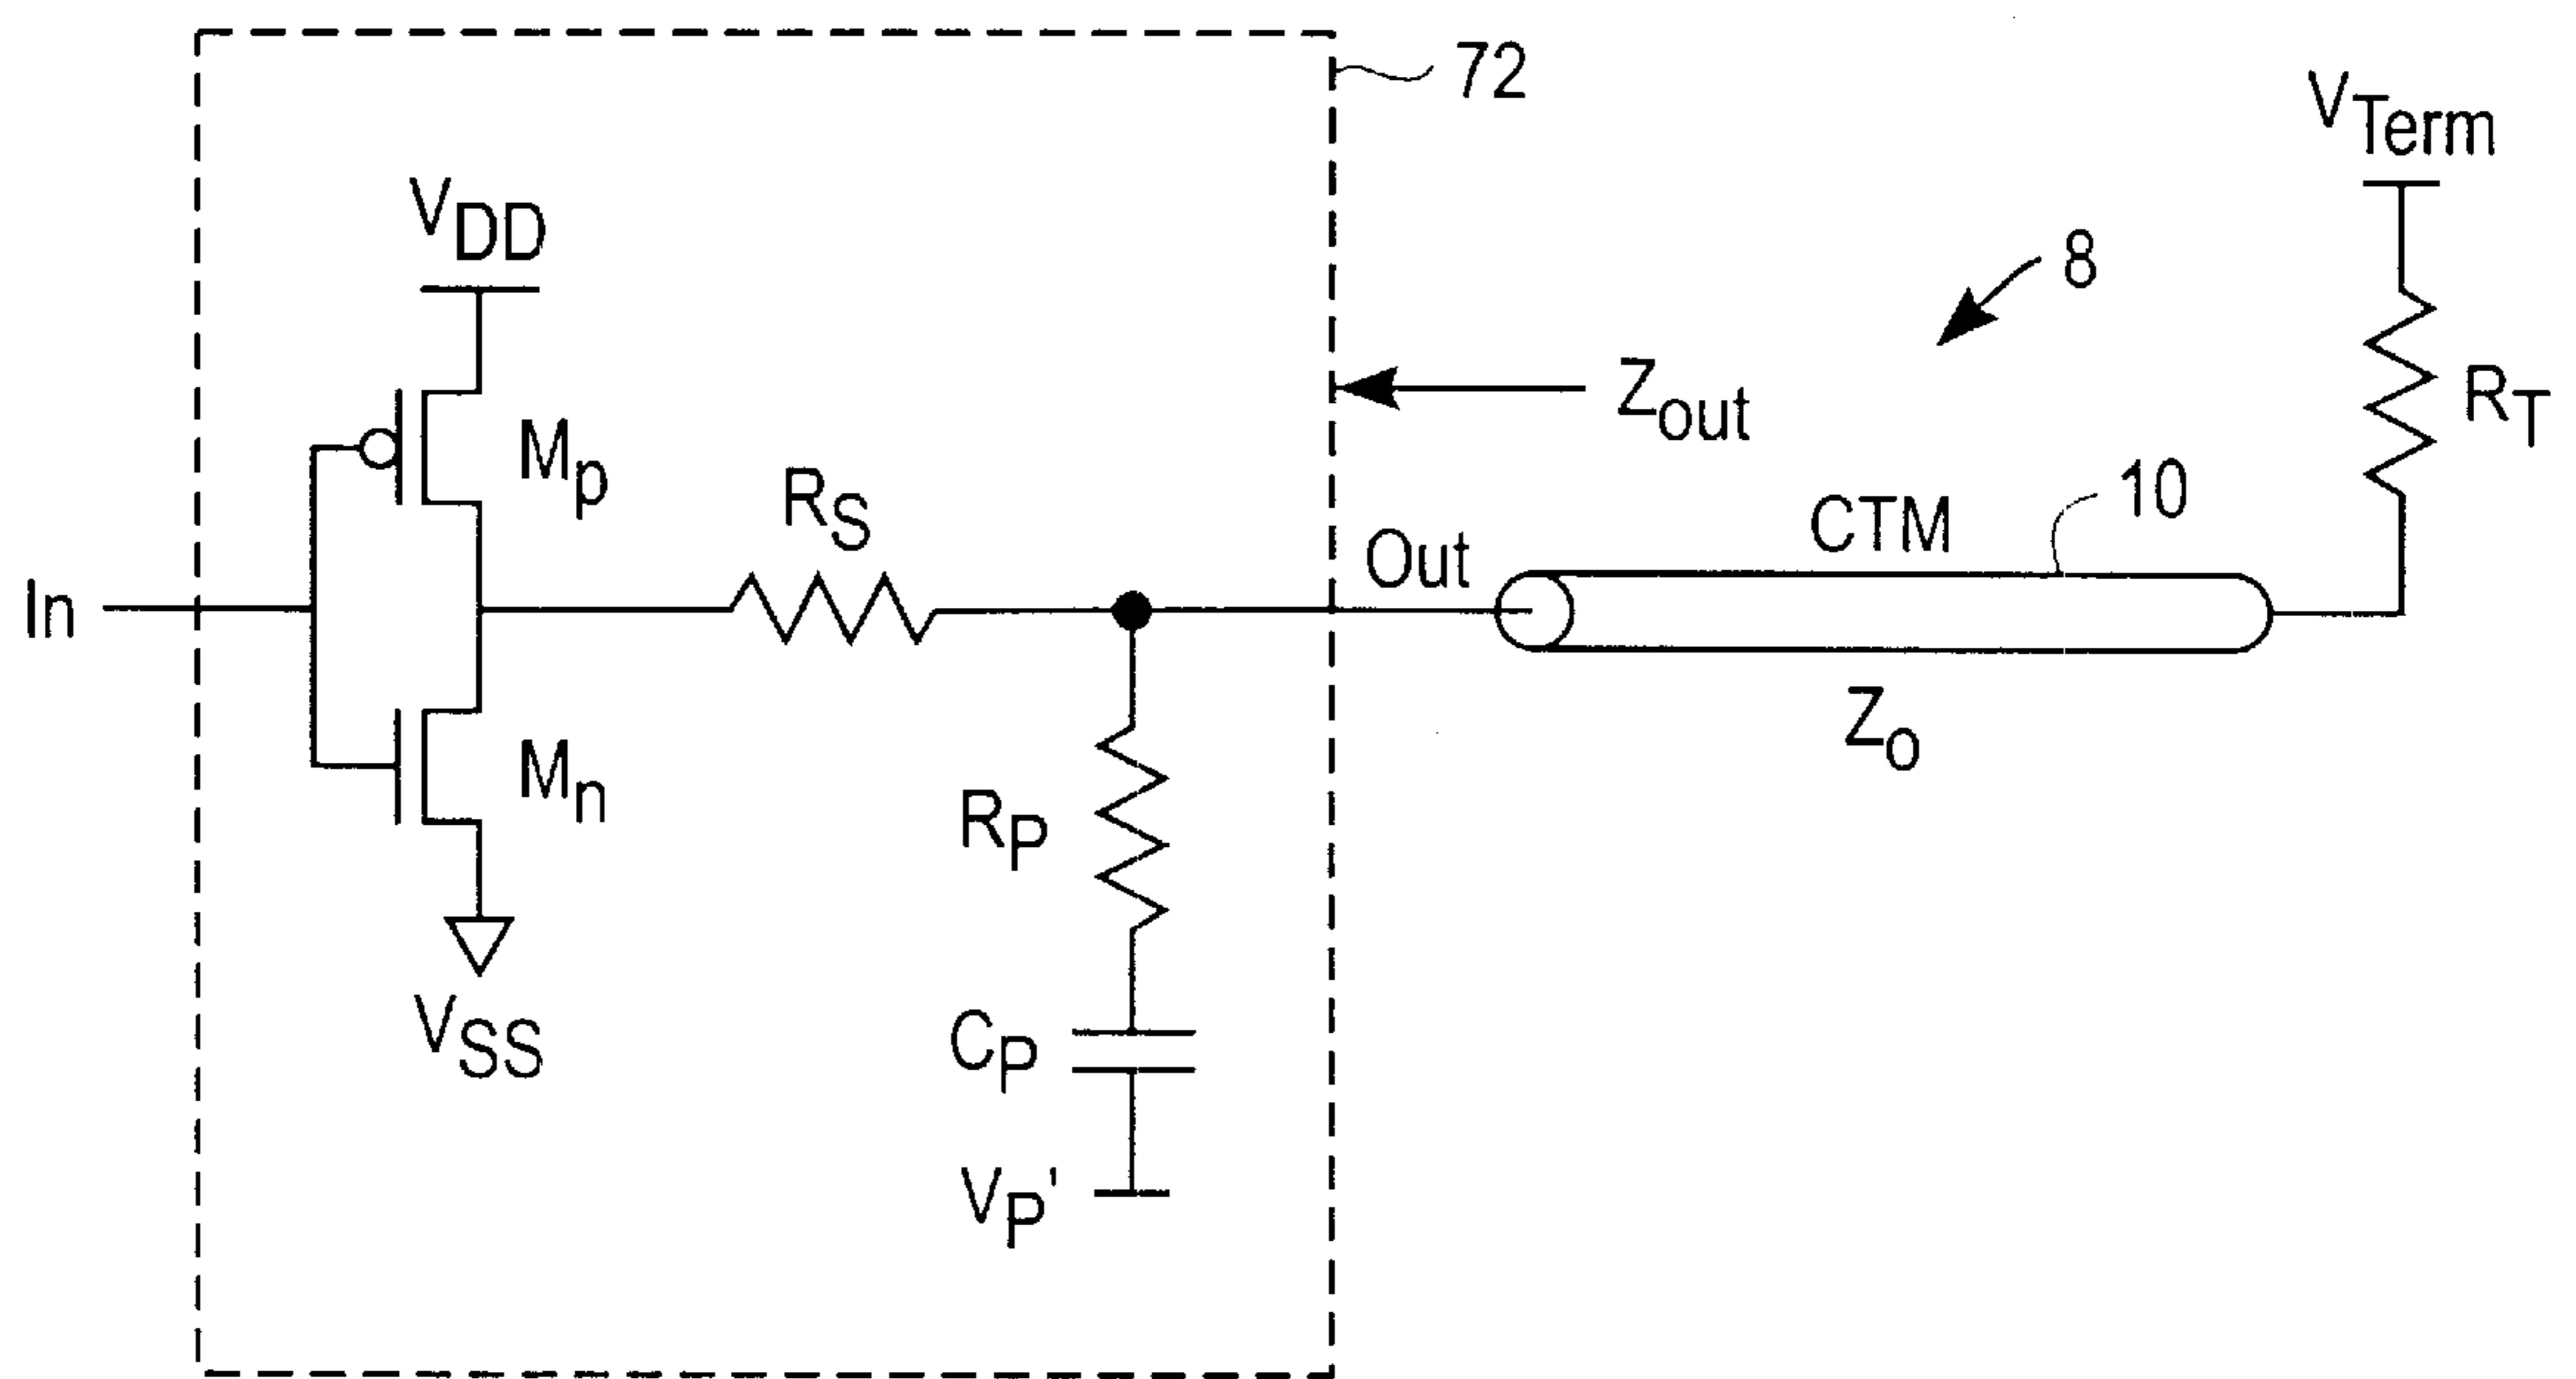 72
V_Term
V_DD
8
Z_out
M_p
R_T
R_S
10
CTM
Out
In
Z_o
M_n
R_P
C_P
V_SS
V_P'